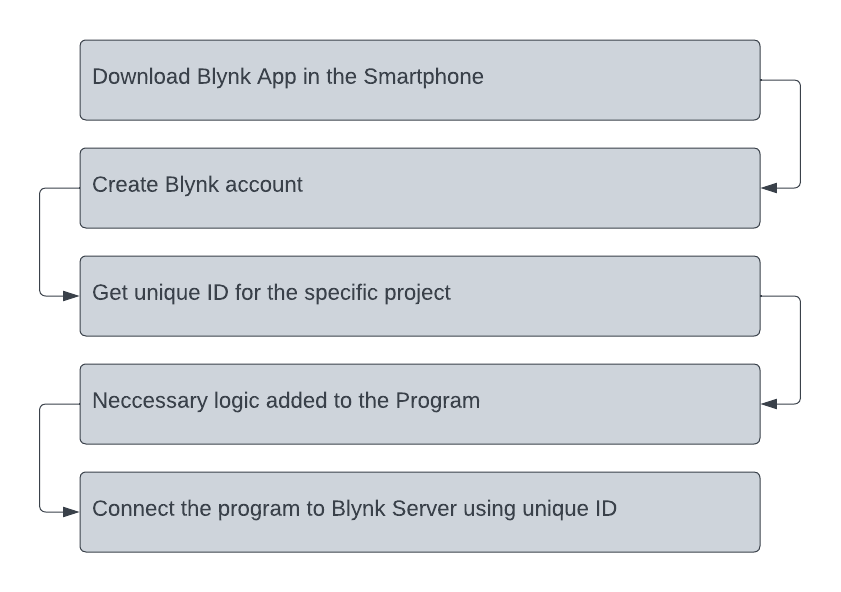 Download Blynk App in the Smartphone
Create Blynk account
Get unique ID for the specific project
Neccessary logic added to the Program
Connect the program to Blynk Server using unique ID